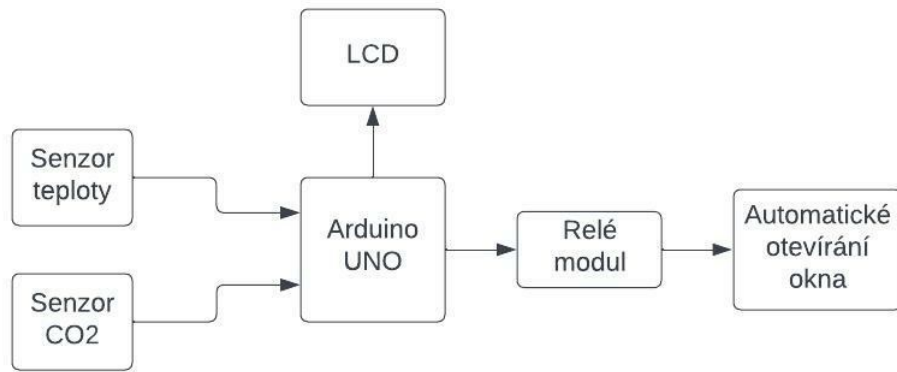 LCD
Senzor
teploty
Senzor
CO2
Arduino
UNO
Relé
modul
Automatické
otevírání
okna